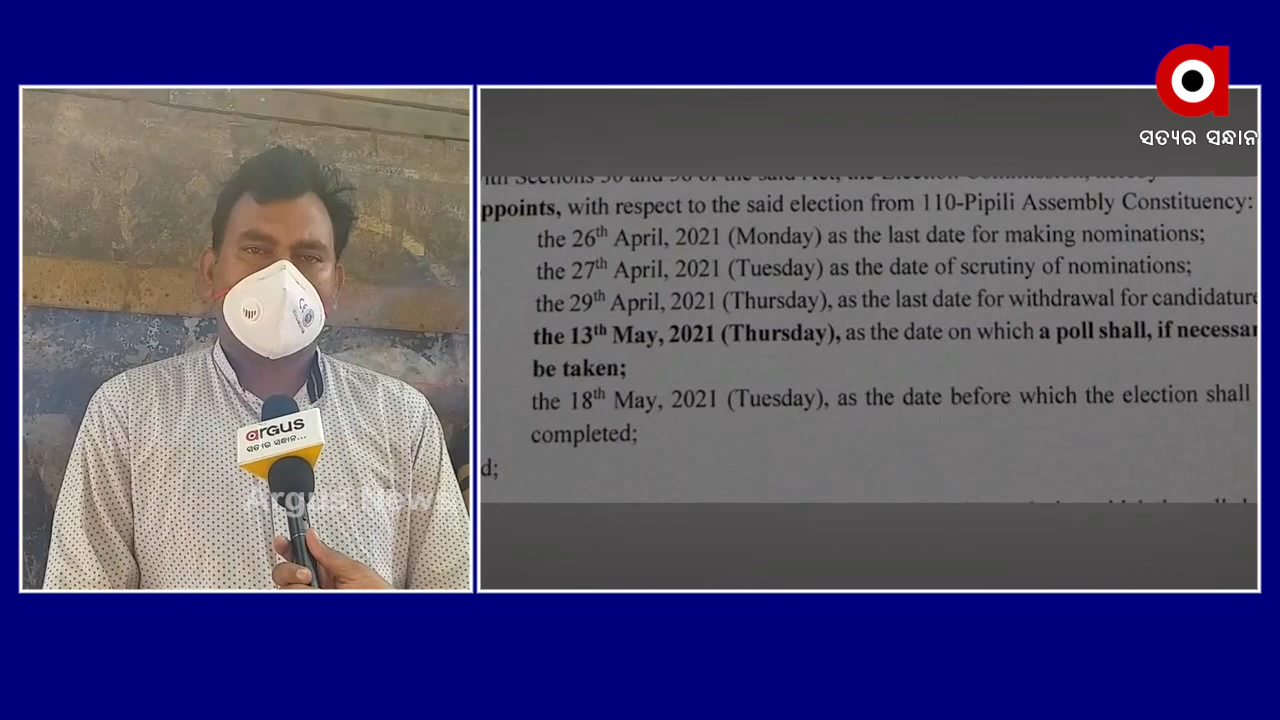 ସତ୍ୟର ସନ୍ଧାନ
ppoints, with respect to the said election from 110-Pipili Assembly Constituency:
the 26th April, 2021 (Monday) as the last date for making nominations;
the 27th April, 2021 (Tuesday) as the date of scrutiny of nominations;
the 29th April, 2021 (Thursday), as the last date for withdrawal for candidature
the 13th May, 2021 (Thursday), as the date on which a poll shall, if necessar
be taken;
the 18th May, 2021 (Tuesday), as the date before which the election shall
completed;
d;
arGUS
ସତ୍ୟର ସନ୍ଧାନ...
Argus News